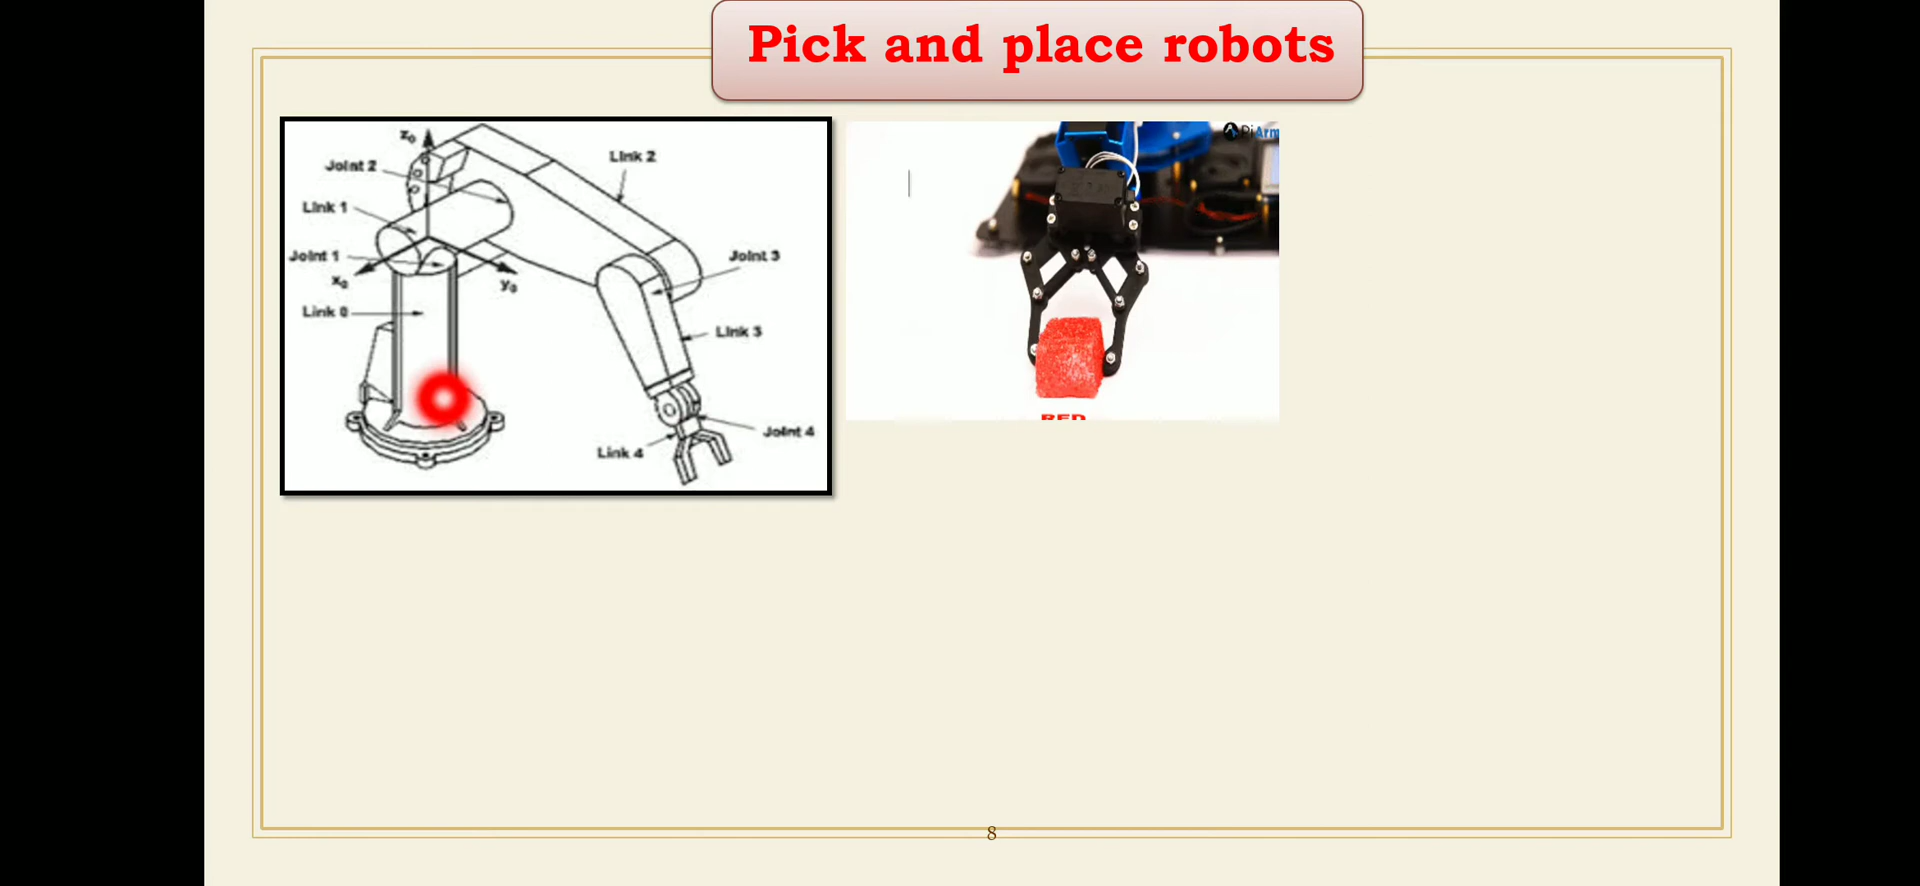 Pick and place robots
z₀
Joint 2
Link 2
Link 1
Joint 1
Joint 3
x₀
y₀
Link 0
Link 3
Joint 4
Link 4
PiArm
RED
8